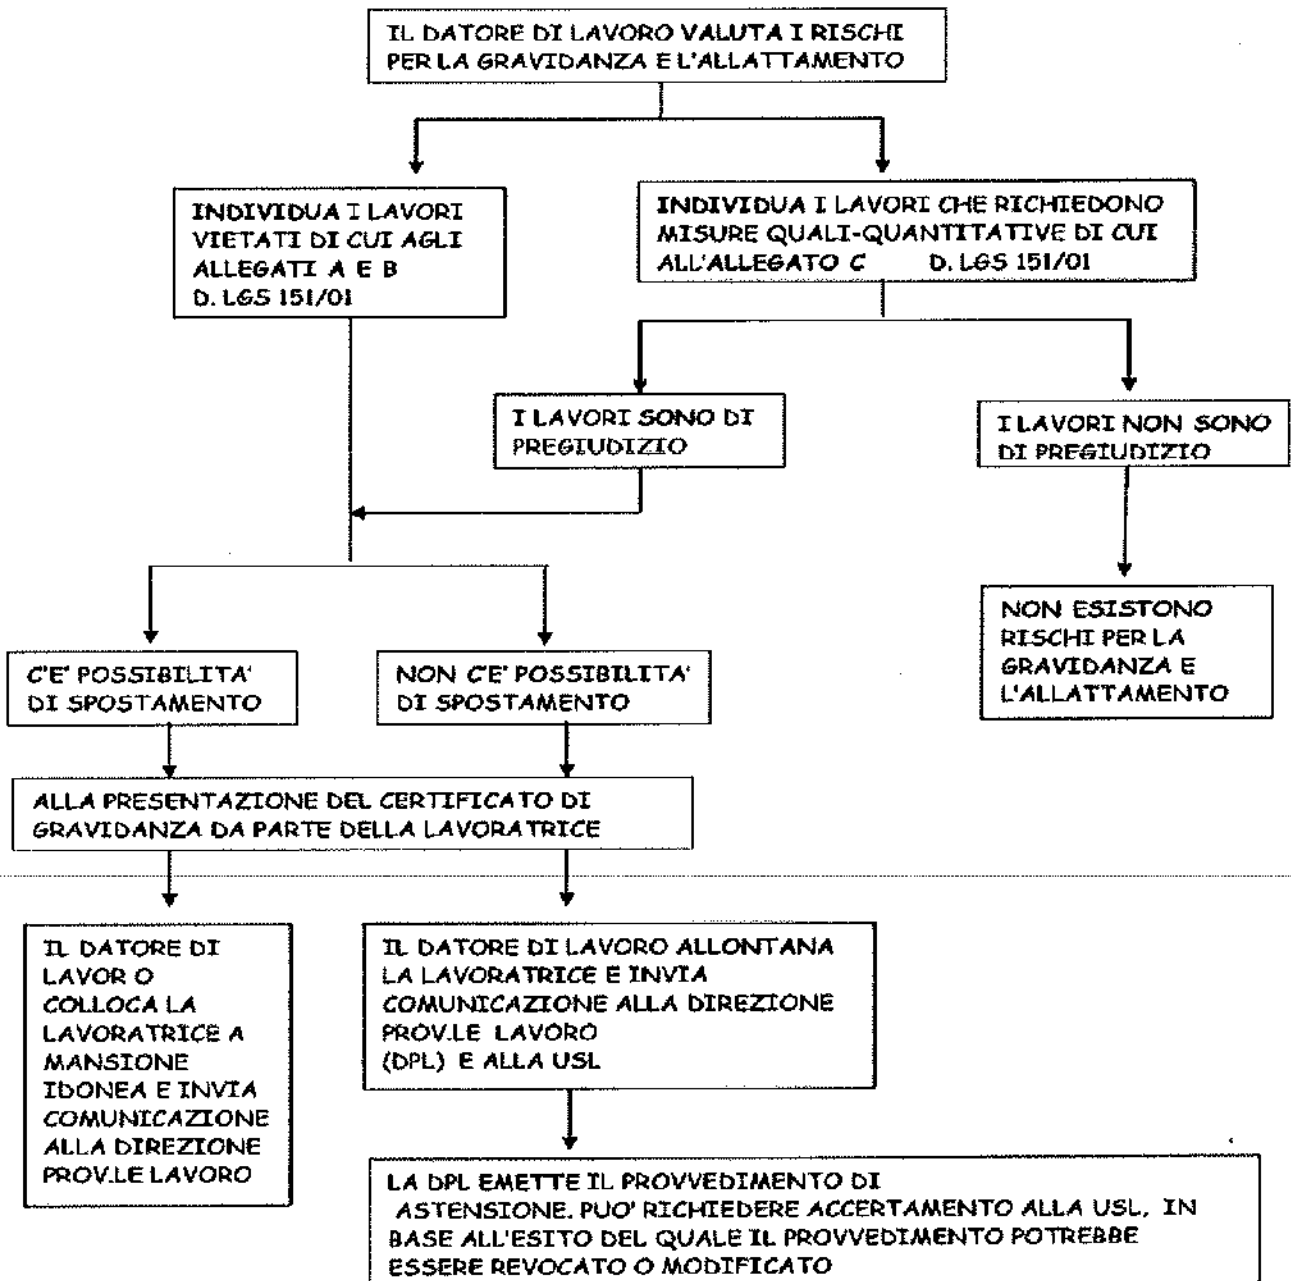 IL DATORE DI LAVORO VALUTA I RISCHI
PER LA GRAVIDANZA E L'ALLATTAMENTO
INDIVIDUA I LAVORI
VIETATI DI CUI AGLI
ALLEGATI A E B
D. LGS 151/01
INDIVIDUA I LAVORI CHE RICHIEDONO
MISURE QUALI-QUANTITATIVE DI CUI
ALL'ALLEGATO C D. LGS 151/01
I LAVORI SONO DI
PREGIUDIZIO
I LAVORI NON SONO
DI PREGIUDIZIO
NON ESISTONO
RISCHI PER LA
GRAVIDANZA E
L'ALLATTAMENTO
C'E' POSSIBILITA'
DI SPOSTAMENTO
NON C'E' POSSIBILITA'
DI SPOSTAMENTO
ALLA PRESENTAZIONE DEL CERTIFICATO DI
GRAVIDANZA DA PARTE DELLA LAVORATRICE
IL DATORE DI
LAVOR O
COLLOCA LA
LAVORATRICE A
MANSIONE
IDONEA E INVIA
COMUNICAZIONE
ALLA DIREZIONE
PROV.LE LAVORO
IL DATORE DI LAVORO ALLONTANA
LA LAVORATRICE E INVIA
COMUNICAZIONE ALLA DIREZIONE
PROV.LE LAVORO
(DPL) E ALLA USL
LA DPL EMETTE IL PROVVEDIMENTO DI
ASTENSIONE. PUO' RICHIEDERE ACCERTAMENTO ALLA USL, IN
BASE ALL'ESITO DEL QUALE IL PROVVEDIMENTO POTREBBE
ESSERE REVOCATO O MODIFICATO